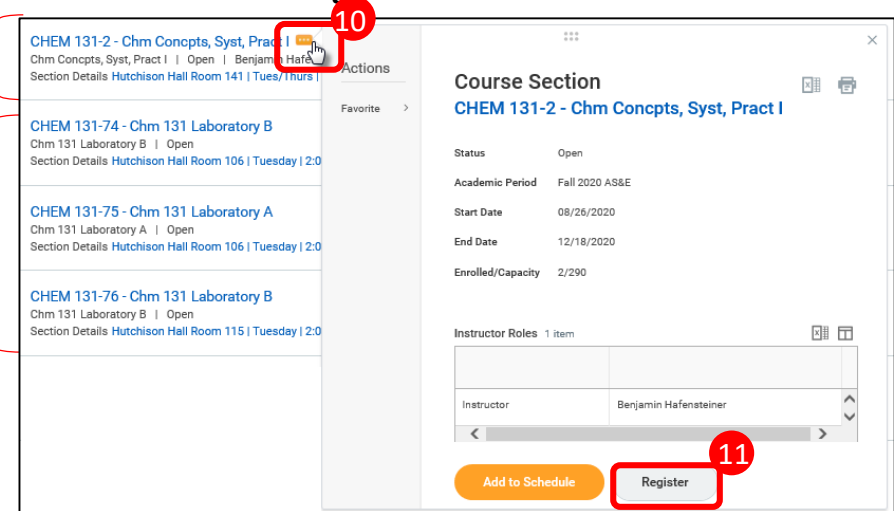 10
CHEM 131-2 - Chm Concpts, Syst, Pract I
Chm Concpts, Syst, Pract I | Open | Benjamin Hafe
Section Details Hutchison Hall Room 141 | Tues/Thurs |
CHEM 131-74 - Chm 131 Laboratory B
Chm 131 Laboratory B | Open
Section Details Hutchison Hall Room 106 | Tuesday | 2:0
CHEM 131-75 - Chm 131 Laboratory A
Chm 131 Laboratory A | Open
Section Details Hutchison Hall Room 106 | Tuesday | 2:0
CHEM 131-76 - Chm 131 Laboratory B
Chm 131 Laboratory B | Open
Section Details Hutchison Hall Room 115 | Tuesday | 2:0
Actions
Favorite >
Course Section
CHEM 131-2 - Chm Concpts, Syst, Pract I
Status Open
Academic Period Fall 2020 AS&E
Start Date 08/26/2020
End Date 12/18/2020
Enrolled/Capacity 2/290
Instructor Roles 1 item
Instructor Benjamin Hafensteiner
11
Add to Schedule Register